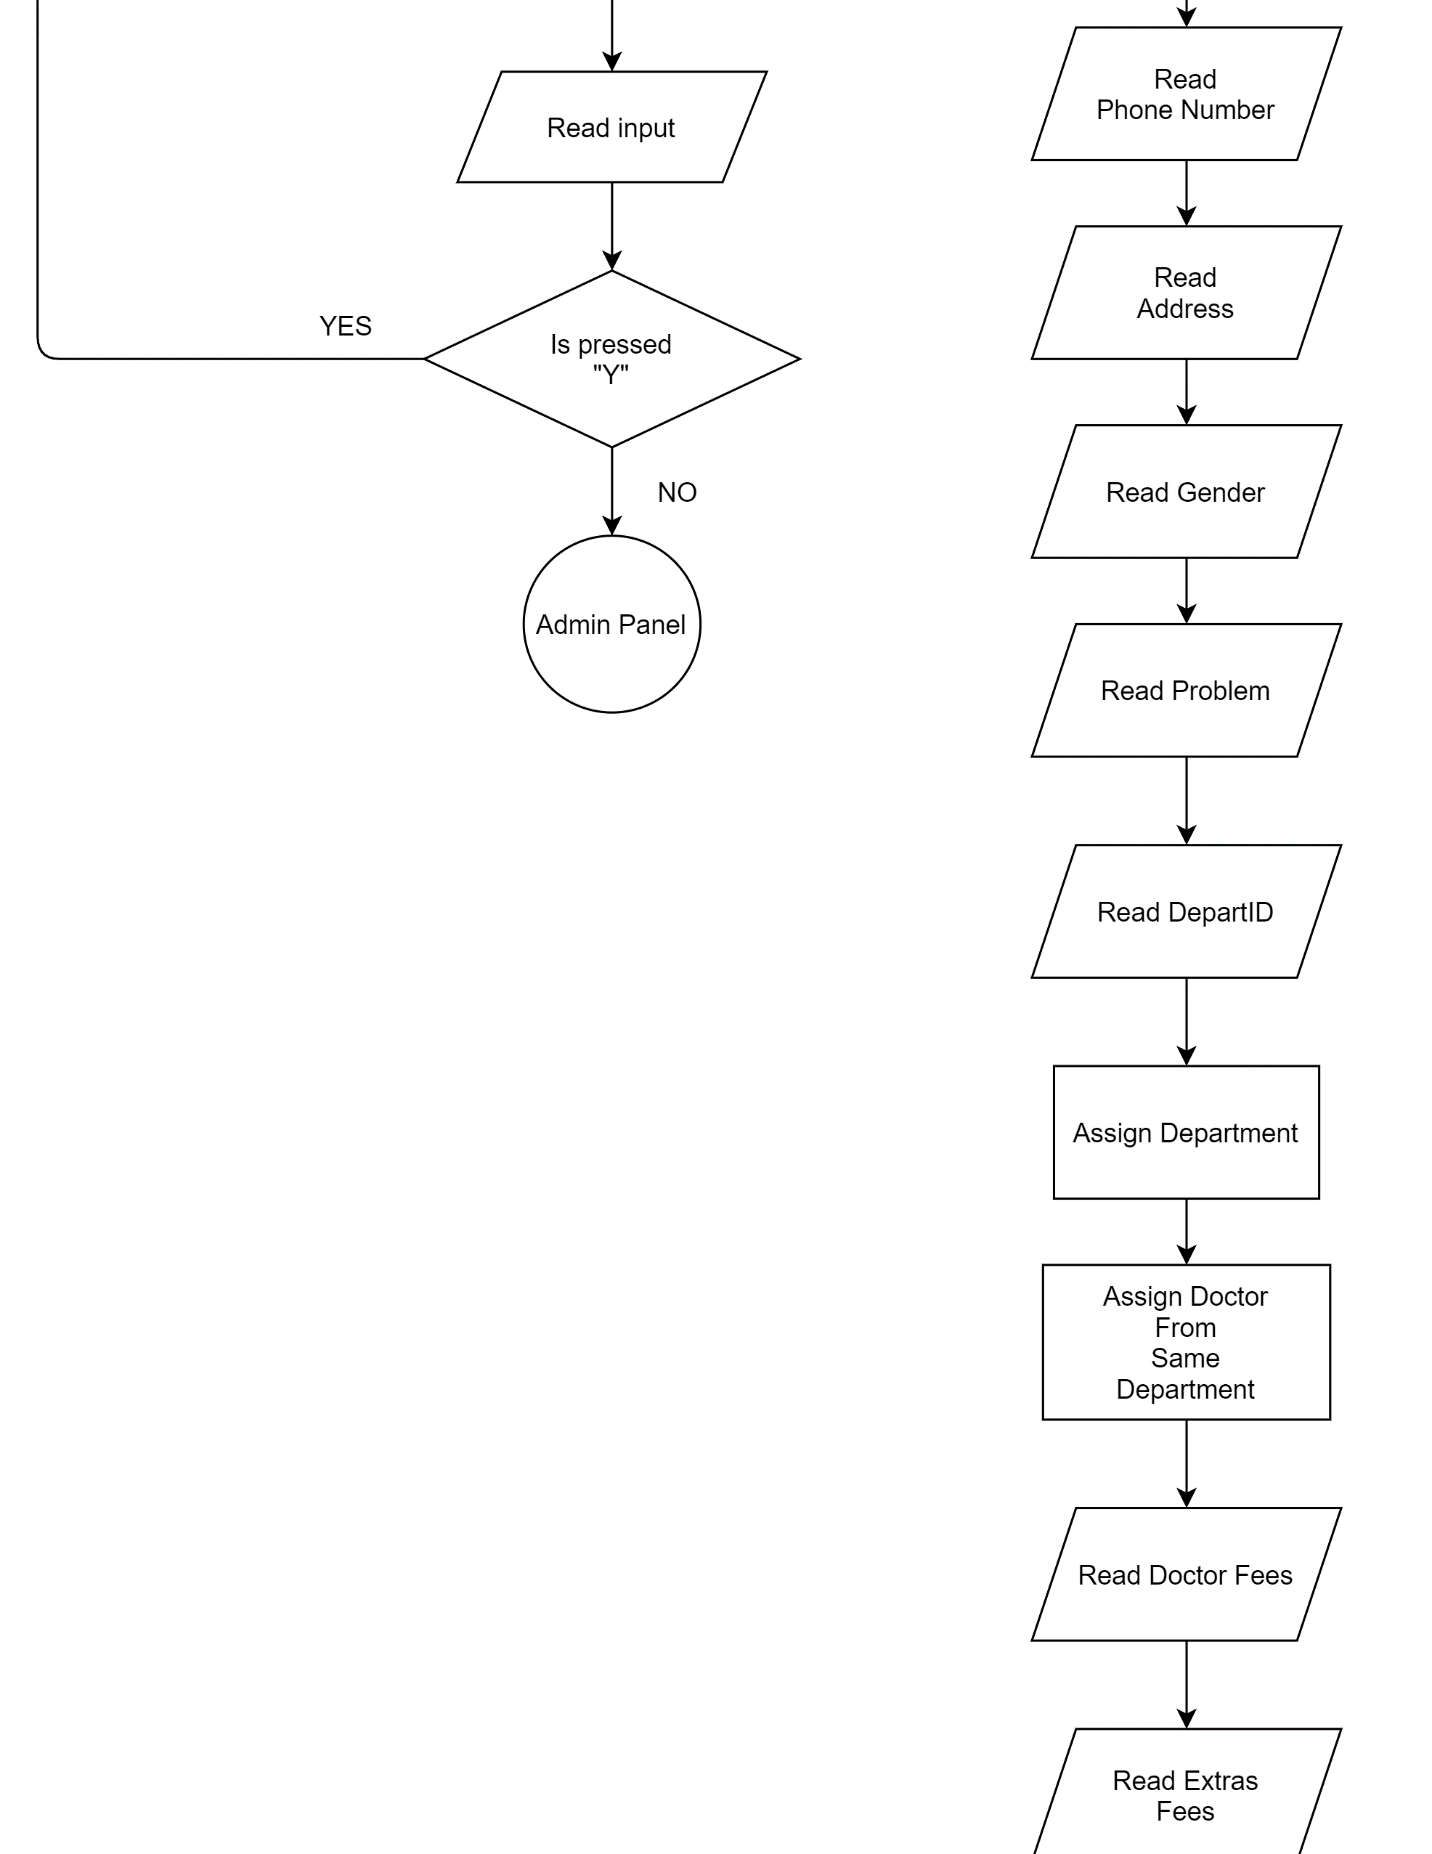 Read input
YES
Is pressed
"Y"
NO
Admin Panel
Read
Phone Number
Read
Address
Read Gender
Read Problem
Read DepartID
Assign Department
Assign Doctor
From
Same
Department
Read Doctor Fees
Read Extras
Fees